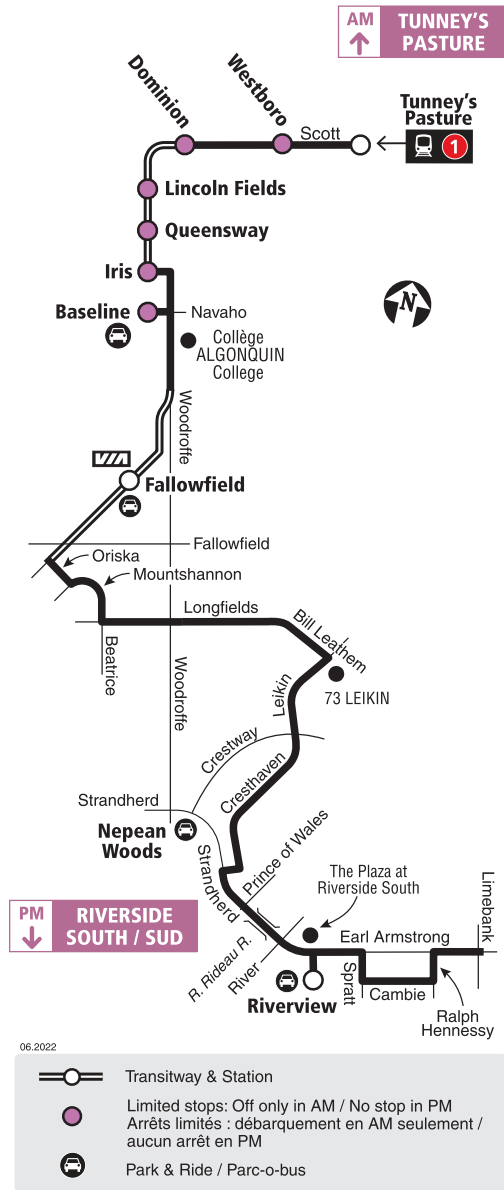 AM
TUNNEY'S
PASTURE
Dominion
Westboro
Scott
Tunney's
Pasture
1
Lincoln Fields
Queensway
Iris
N
Baseline
Navaho
Collège
ALGONQUIN
College
Woodroffe
Fallowfield
Fallowfield
Oriska
Mountshannon
Longfields
Bill Leathem
Beatrice
Woodroffe
Leikin
73 LEIKIN
Crestway
Cresthaven
Strandherd
Nepean
Woods
Strandherd
Prince of Wales
The Plaza at
Riverside South
Limebank
PM
RIVERSIDE
SOUTH / SUD
R. Rideau R.
River
Earl Armstrong
Riverview
Spratt
Cambie
Ralph
Hennessy
06.2022
Transitway & Station
Limited stops: Off only in AM / No stop in PM
Arrêts limités : débarquement en AM seulement /
aucun arrêt en PM
Park & Ride / Parc-o-bus